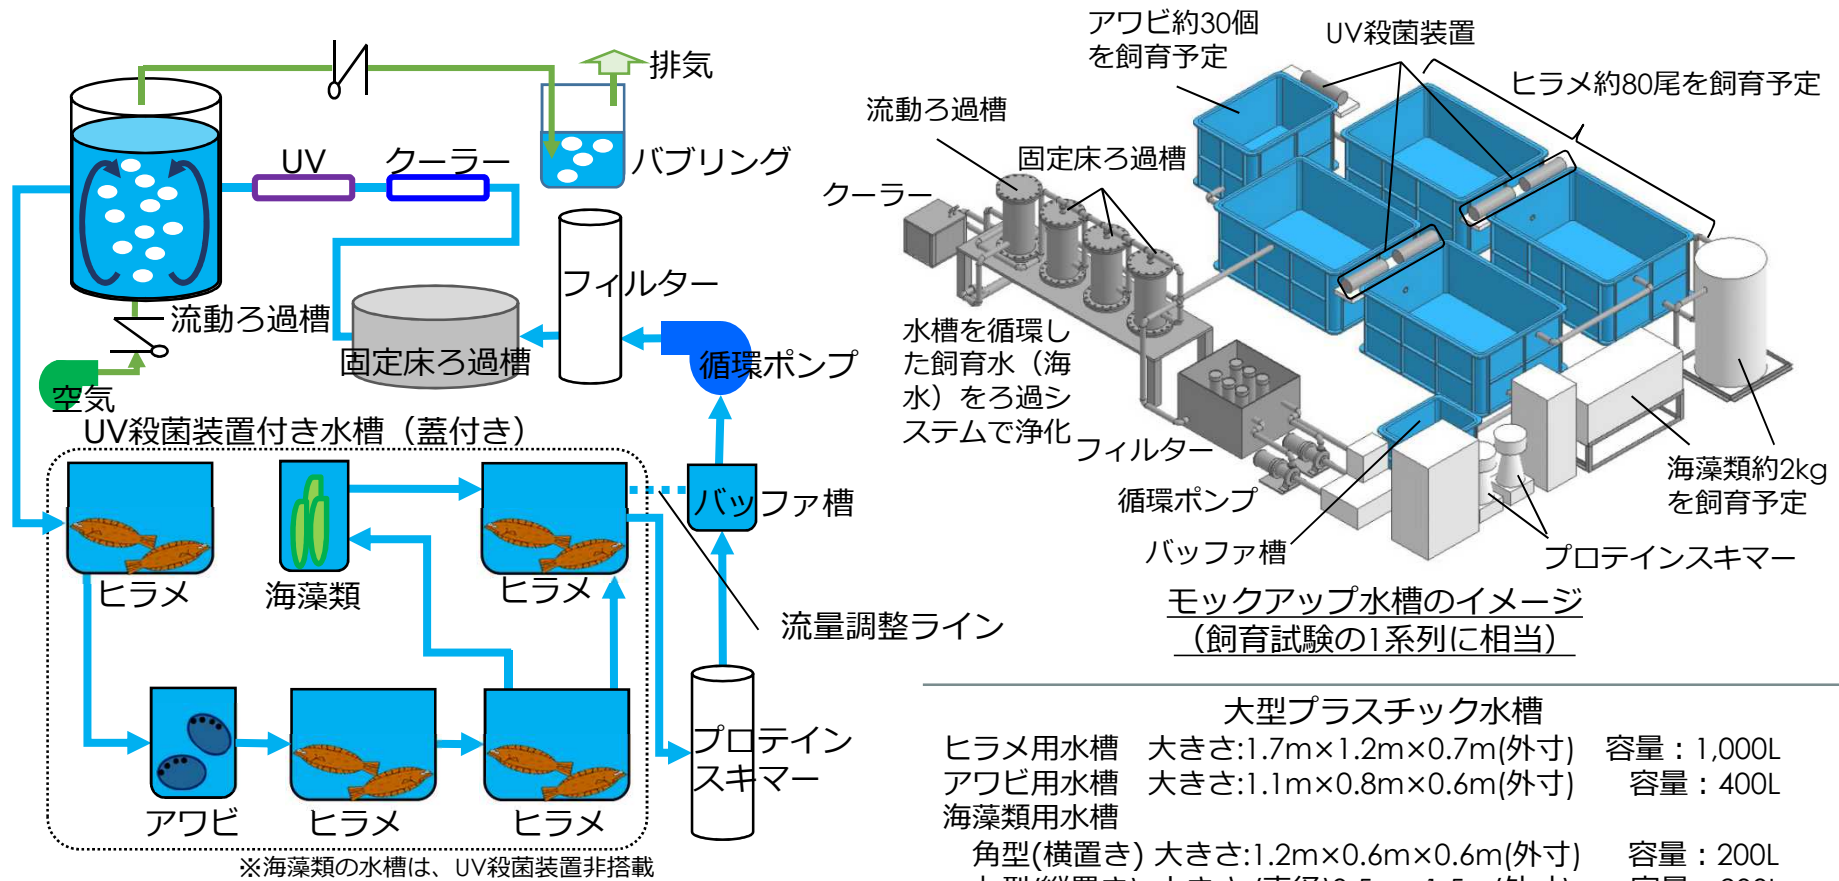 排気
バブリング
UV
クーラー
フィルター
流動ろ過槽
固定床ろ過槽
循環ポンプ
空気
UV殺菌装置付き水槽（蓋付き）
バッファ槽
ヒラメ
海藻類
ヒラメ
流量調整ライン
プロテイン
スキマー
アワビ
ヒラメ
ヒラメ
※海藻類の水槽は、UV殺菌装置非搭載
アワビ約30個
を飼育予定
UV殺菌装置
ヒラメ約80尾を飼育予定
流動ろ過槽
固定床ろ過槽
クーラー
水槽を循環し
た飼育水（海
水）をろ過シ
ステムで浄化
フィルター
循環ポンプ
バッファ槽
プロテインスキマー
海藻類約2kg
を飼育予定
モックアップ水槽のイメージ
（飼育試験の1系列に相当）
大型プラスチック水槽
ヒラメ用水槽　大きさ:1.7m×1.2m×0.7m(外寸)　容量：1,000L
アワビ用水槽　大きさ:1.1m×0.8m×0.6m(外寸)　容量：400L
海藻類用水槽
角型(横置き) 大きさ:1.2m×0.6m×0.6m(外寸)　容量：200L